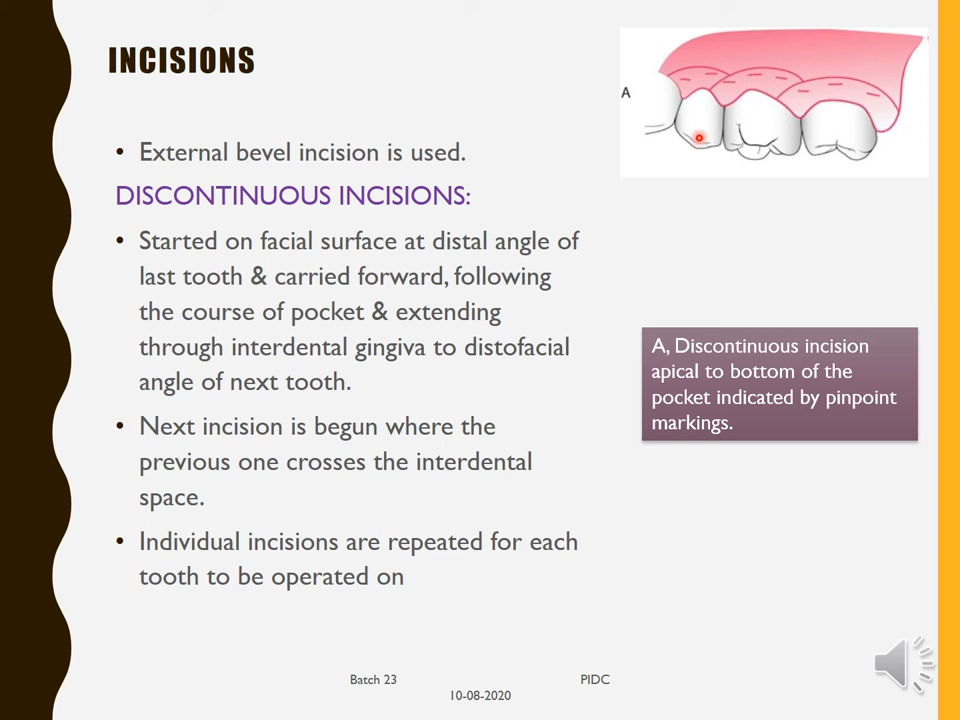 INCISIONS
A
• External bevel incision is used.
DISCONTINUOUS INCISIONS:
• Started on facial surface at distal angle of
last tooth & carried forward, following
the course of pocket & extending
through interdental gingiva to distofacial
angle of next tooth.
• Next incision is begun where the
previous one crosses the interdental
space.
• Individual incisions are repeated for each
tooth to be operated on
A, Discontinuous incision
apical to bottom of the
pocket indicated by pinpoint
markings.
Batch 23
PIDC
10-08-2020